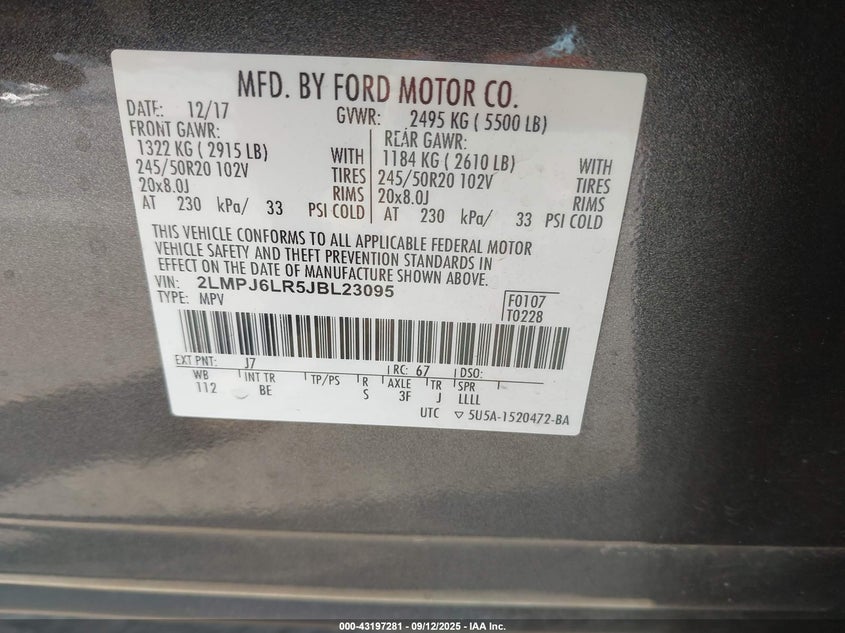 MFD. BY FORD MOTOR CO.
DATE: 12/17 GVWR: 2495 KG ( 5500 LB)
FRONT GAWR: REAR GAWR:
1322 KG ( 2915 LB) WITH 1184 KG ( 2610 LB) WITH
245/50R20 102V TIRES 245/50R20 102V TIRES
20x8.0J RIMS 20x8.0J RIMS
AT 230 kPa/ 33 PSI COLD AT 230 kPa/ 33 PSI COLD
THIS VEHICLE CONFORMS TO ALL APPLICABLE FEDERAL MOTOR
VEHICLE SAFETY AND THEFT PREVENTION STANDARDS IN
EFFECT ON THE DATE OF MANUFACTURE SHOWN ABOVE.
VIN: 2LMPJ6LR5JBL23095
TYPE: MPV
F0107
T0228
EXT PNT: J7 RC: 67 DSO:
WB INT TR TP/PS R AXLE TR SPR
112 BE S 3F J LLLL
UTC ▽ 5U5A-1520472-BA
000-43197281 - 09/12/2025 - IAA Inc.